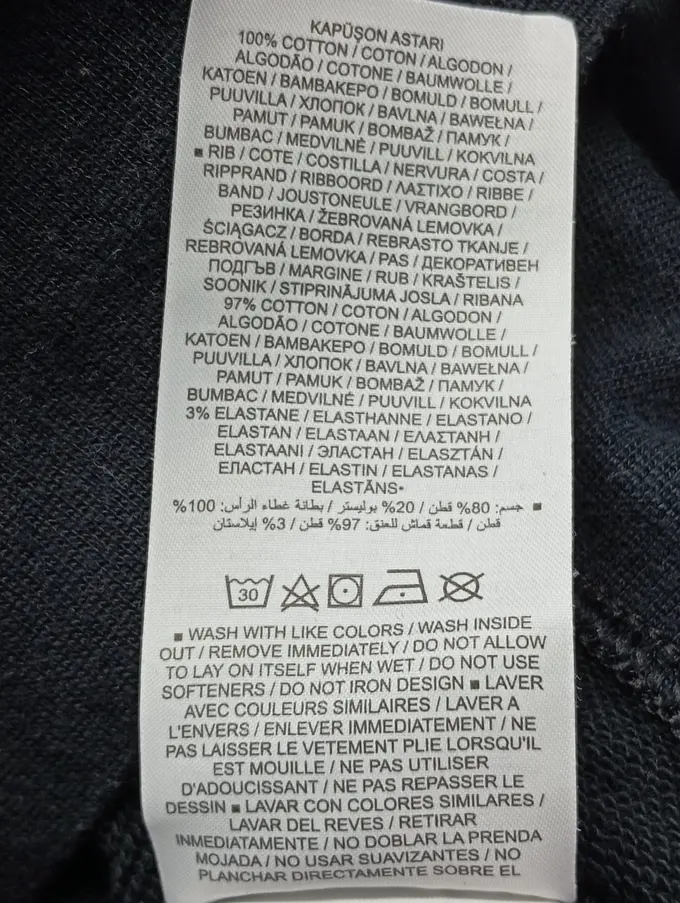 KAPÜŞON ASTARI
100% COTTON / COTON / ALGODON /
ALGODÃO / COTONE / BAUMWOLLE /
KATOEN / ΒΑΜΒΑΚΕΡΟ / BOMULD / BOMULL /
PUUVILLA / ХЛОПОК / BAVLNA / BAWEŁNA /
PAMUT / PAMUK / BOMBAŽ / ПАМУК /
BUMBAC / MEDVILNĖ / PUUVILL / KOKVILNA
▪ RIB / COTE / COSTILLA / NERVURA / COSTA /
RIPPRAND / RIBBOORD / ΛΑΣΤΙΧΟ / RIBBE /
BAND / JOUSTONEULE / VRANGBORD /
РЕЗИНКА / ŽEBROVANÁ LEMOVKA /
ŚCIĄGACZ / BORDA / REBRASTO TKANJE /
REBROVANÁ LEMOVKA / PAS / ДЕКОРАТИВЕН
ПОДГЪВ / MARGINE / RUB / KRAŠTELIS /
SOONIK / STIPRINĀJUMA JOSLA / RIBANA
97% COTTON / COTON / ALGODON /
ALGODÃO / COTONE / BAUMWOLLE /
KATOEN / ΒΑΜΒΑΚΕΡΟ / BOMULD / BOMULL /
PUUVILLA / ХЛОПОК / BAVLNA / BAWEŁNA /
PAMUT / PAMUK / BOMBAŽ / ПАМУК /
BUMBAC / MEDVILNĖ / PUUVILL / KOKVILNA
3% ELASTANE / ELASTHANNE / ELASTANO /
ELASTAN / ELASTAAN / ΕΛΑΣΤΑΝΗ /
ELASTAANI / ЭЛАСТАН / ELASZTÁN /
ЕЛАСТАН / ELASTIN / ELASTANAS /
ELASTĀNS▪
▪ جسم: 80% قطن / 20% بوليستر / بطانة غطاء الرأس: 100%
قطن / قطعة قماش للعنق: 97% قطن / 3% إيلاستان
30
▪ WASH WITH LIKE COLORS / WASH INSIDE
OUT / REMOVE IMMEDIATELY / DO NOT ALLOW
TO LAY ON ITSELF WHEN WET / DO NOT USE
SOFTENERS / DO NOT IRON DESIGN ▪ LAVER
AVEC COULEURS SIMILAIRES / LAVER A
L'ENVERS / ENLEVER IMMEDIATEMENT / NE
PAS LAISSER LE VETEMENT PLIE LORSQU'IL
EST MOUILLE / NE PAS UTILISER
D'ADOUCISSANT / NE PAS REPASSER LE
DESSIN ▪ LAVAR CON COLORES SIMILARES /
LAVAR DEL REVES / RETIRAR
INMEDIATAMENTE / NO DOBLAR LA PRENDA
MOJADA / NO USAR SUAVIZANTES / NO
PLANCHAR DIRECTAMENTE SOBRE EL